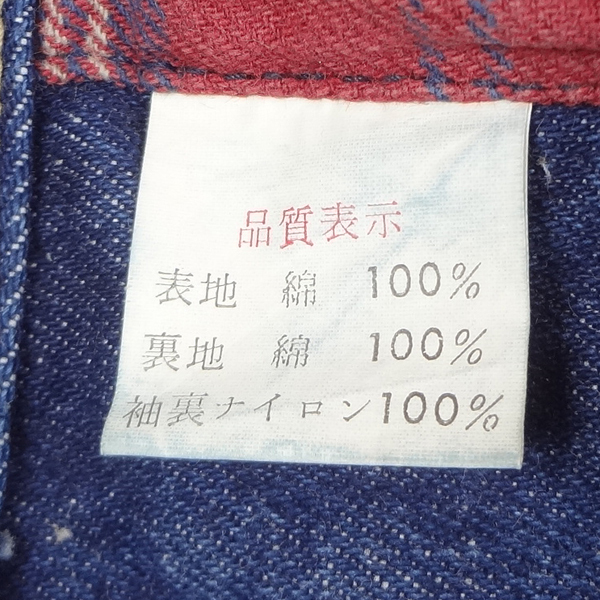 品質表示
表地　綿　100%
裏地　綿　100%
袖裏ナイロン100%